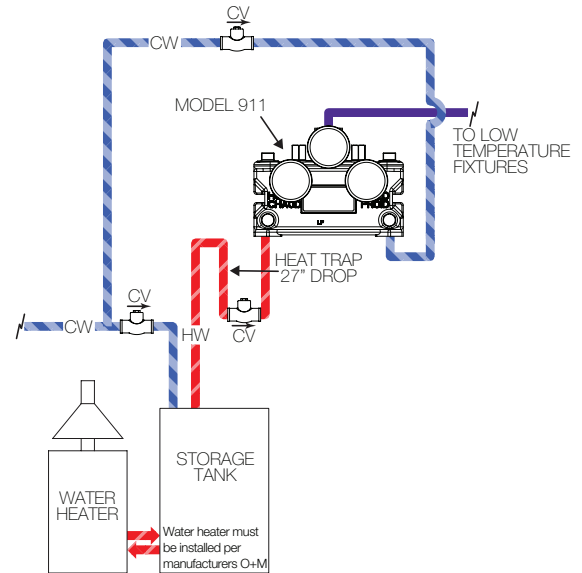 CV
CW
MODEL 911
TO LOW
TEMPERATURE
FIXTURES
LF
HEAT TRAP
27” DROP
CV
CW
HW
CV
STORAGE
TANK
WATER
HEATER
Water heater must
be installed per
manufacturers O+M